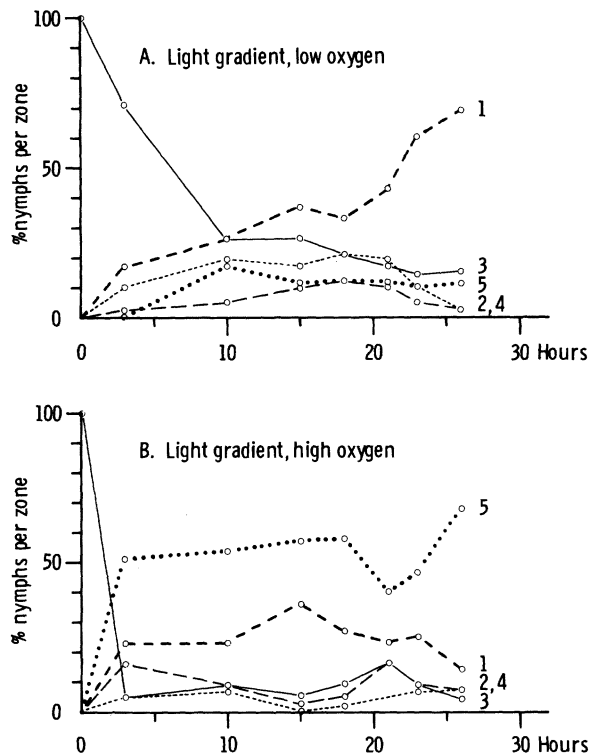 100
A. Light gradient, low oxygen
1
%nymphs per zone
50
3
5
2,4
0
0 10 20 30 Hours
100
B. Light gradient, high oxygen
5
% nymphs per zone
50
1
2,4
3
0
0 10 20 30 Hours